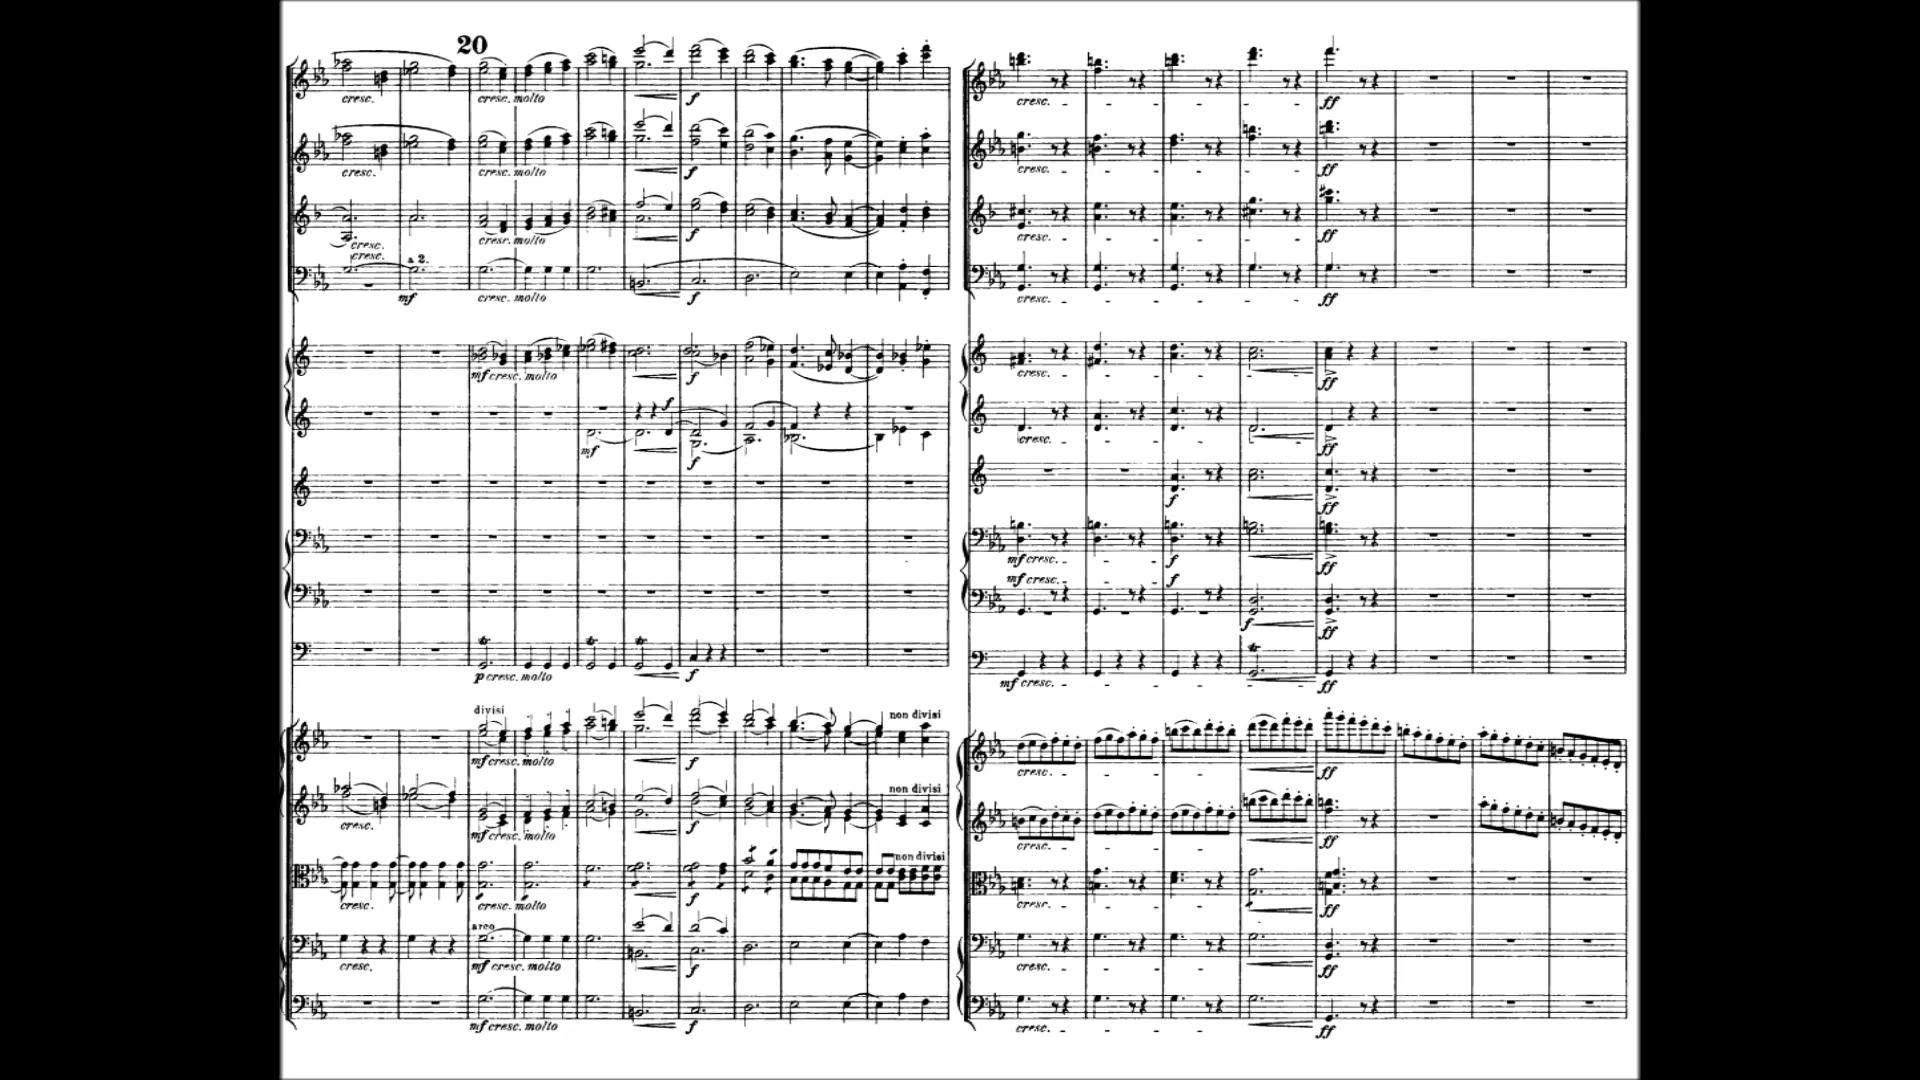 20
cresc. cresc. molto f
cresc. cresc. molto f
cresc. cresc. molto f
cresc. a 2.
mf cresc. molto f
mf cresc. molto f
f
mf f
p cresc. molto f
divisi non divisi
mf cresc. molto f
non divisi
cresc. mf cresc. molto f
non divisi
cresc. cresc. molto f
arco
cresc. mf cresc. molto f
mf cresc. molto f
cresc. ff
cresc. ff
cresc. ff
cresc. ff
cresc. ff
cresc. ff
f ff
mf cresc. f ff
mf cresc. f
f ff
mf cresc. ff
cresc. ff
cresc. ff
cresc. ff
cresc. ff
cresc. ff